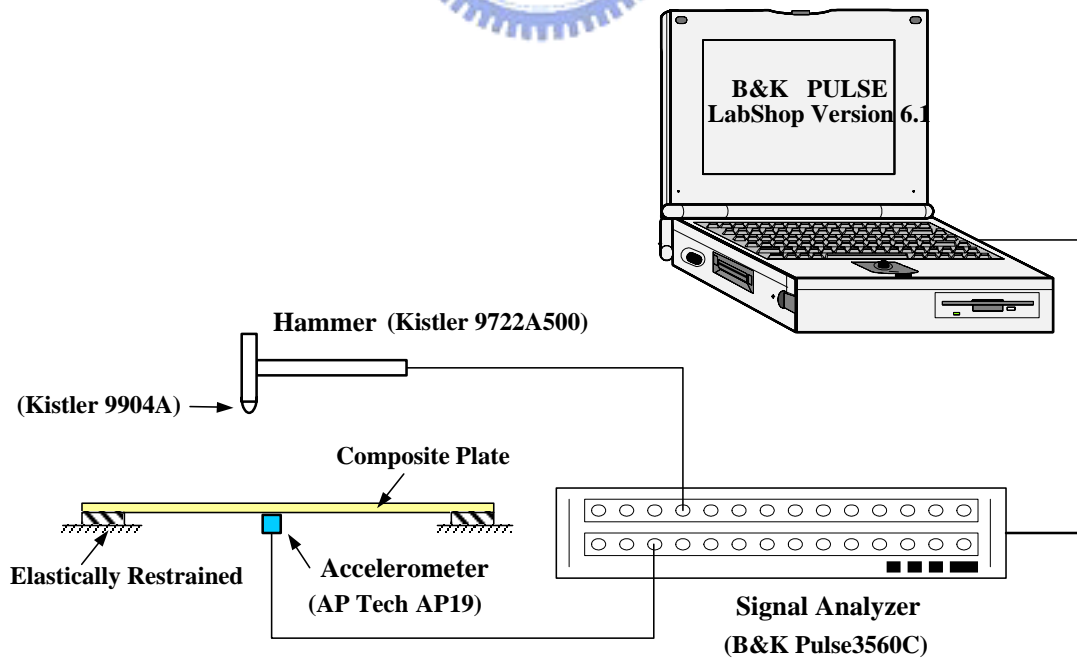 B&K PULSE
LabShop Version 6.1
Hammer (Kistler 9722A500)
(Kistler 9904A)
Composite Plate
Elastically Restrained
Accelerometer
(AP Tech AP19)
Signal Analyzer
(B&K Pulse3560C)